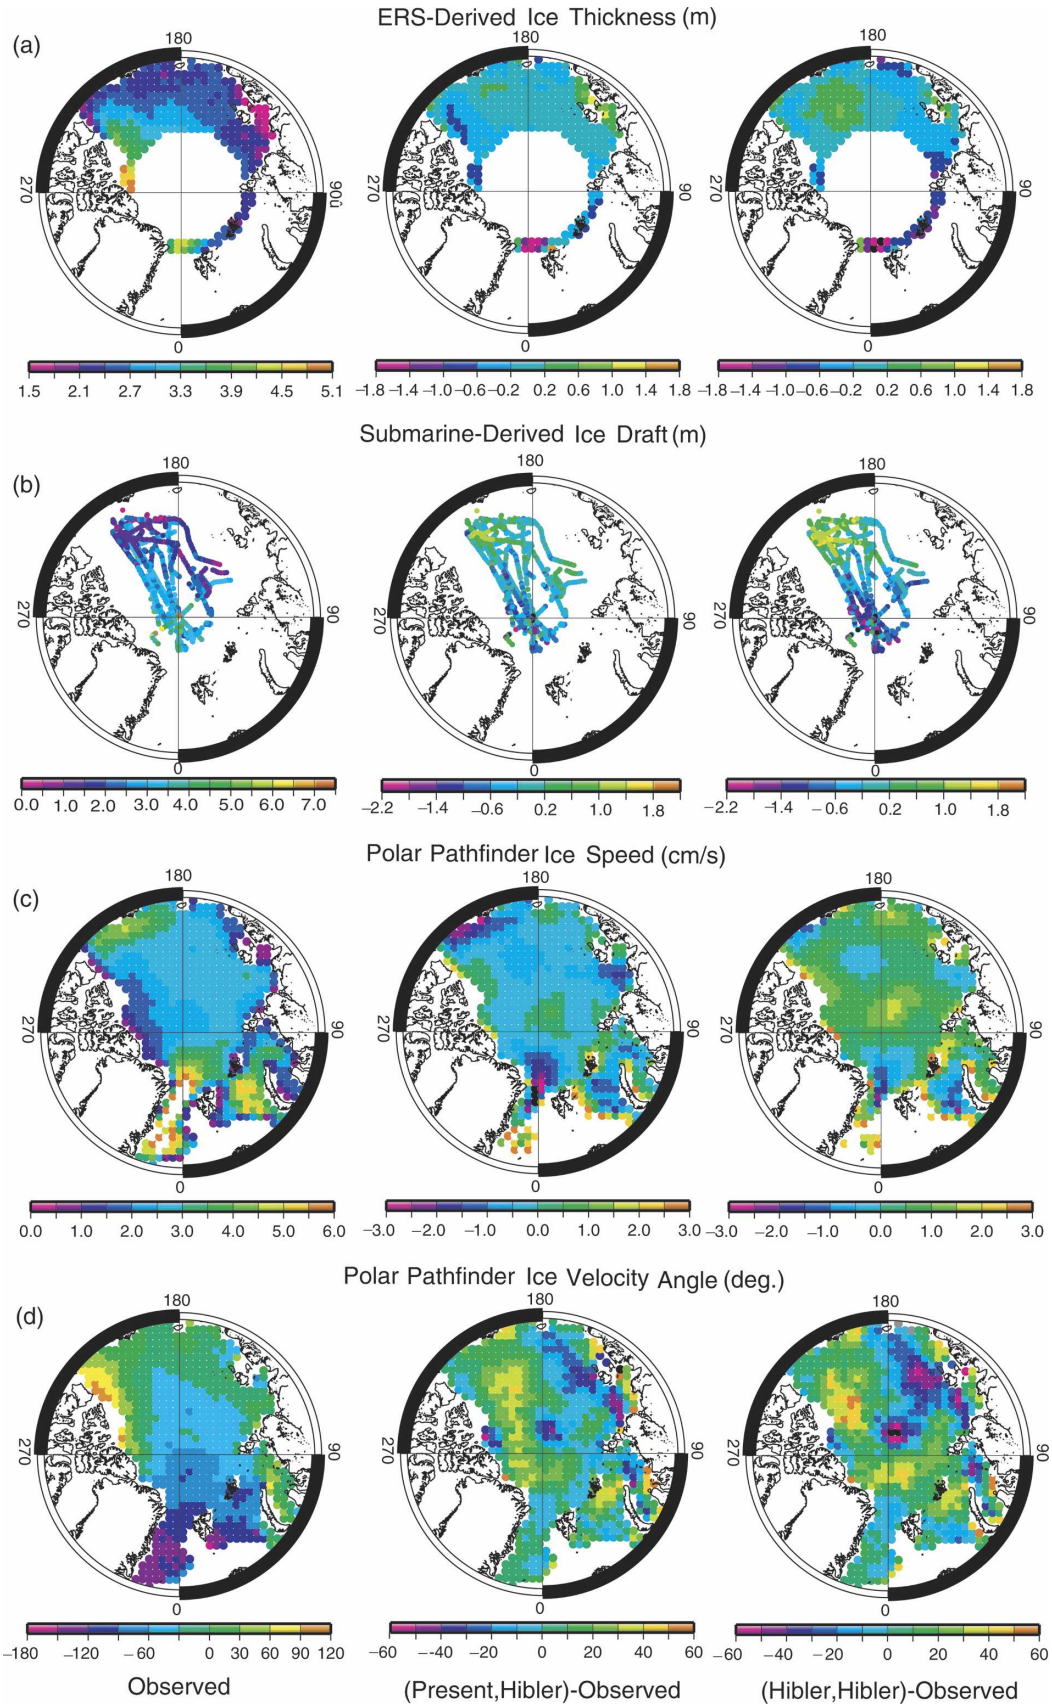 ERS-Derived Ice Thickness (m)
(a)
180 180 180
270 90 270 90 270 90
0 0 0
1.5 2.1 2.7 3.3 3.9 4.5 5.1
−1.8 −1.4 −1.0 −0.6 −0.2 0.2 0.6 1.0 1.4 1.8
−1.8 −1.4 −1.0 −0.6 −0.2 0.2 0.6 1.0 1.4 1.8
Submarine-Derived Ice Draft (m)
(b)
180 180 180
270 90 270 90 270 90
0 0 0
0.0 1.0 2.0 3.0 4.0 5.0 6.0 7.0
−2.2 −1.4 −0.6 0.2 1.0 1.8
−2.2 −1.4 −0.6 0.2 1.0 1.8
Polar Pathfinder Ice Speed (cm/s)
(c)
180 180 180
270 90 270 90 270 90
0 0 0
0.0 1.0 2.0 3.0 4.0 5.0 6.0
−3.0 −2.0 −1.0 0.0 1.0 2.0 3.0
−3.0 −2.0 −1.0 0.0 1.0 2.0 3.0
Polar Pathfinder Ice Velocity Angle (deg.)
(d)
180 180 180
270 90 270 90 270 90
0 0 0
−180 −120 −60 0 30 60 90 120
−60 −40 −20 0 20 40 60
−60 −40 −20 0 20 40 60
Observed
(Present,Hibler)-Observed
(Hibler,Hibler)-Observed